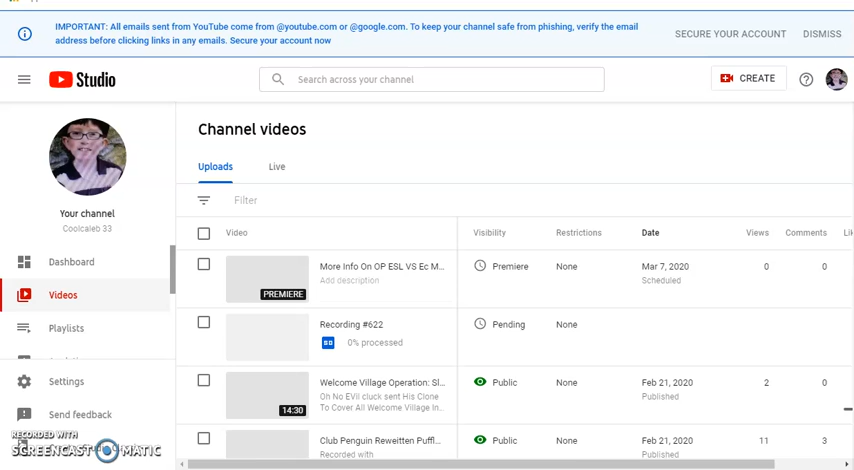 IMPORTANT: All emails sent from YouTube come from @youtube.com or @google.com. To keep your channel safe from phishing, verify the email
address before clicking links in any emails. Secure your account now
SECURE YOUR ACCOUNT
DISMISS
Studio
Search across your channel
CREATE
Channel videos
Uploads
Live
Your channel
Coolcaleb 33
Filter
Video
Visibility
Restrictions
Date
Views
Comments
Dashboard
More Info On OP ESL VS Ec M...
Add description
PREMIERE
Premiere
None
Mar 7, 2020
Scheduled
0
0
Videos
Playlists
Recording #622
SD
0% processed
Pending
None
Settings
Welcome Village Operation: Sl...
Oh No EVil cluck sent His Clone
To Cover All Welcome Village In...
14:30
Public
None
Feb 21, 2020
Published
2
0
Send feedback
Club Penguin Reweitten Puffl...
Recorded with
Public
None
Feb 21, 2020
Published
11
3
RECORDED WITH
SCREENCAST MATIC